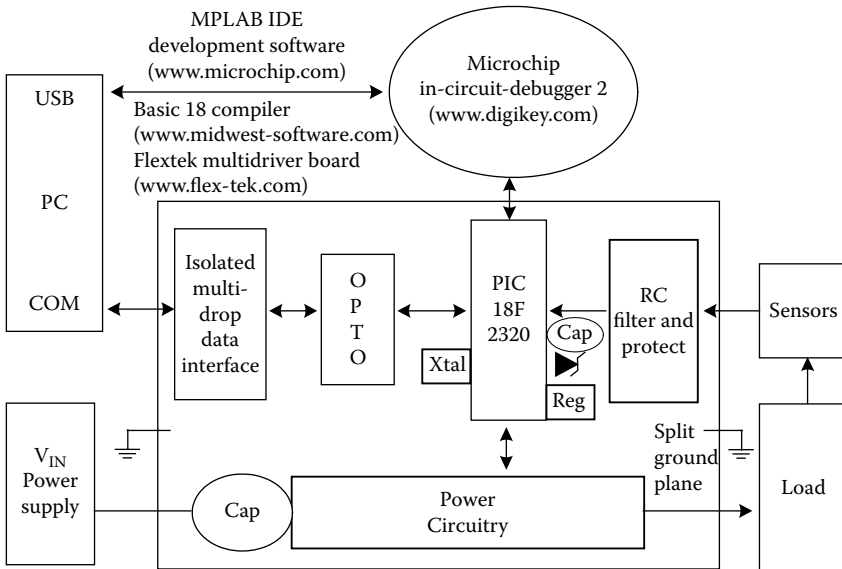 MPLAB IDE
development software
(www.microchip.com)
Microchip
in-circuit-debugger 2
(www.digikey.com)
USB
PC
COM
Basic 18 compiler
(www.midwest-software.com)
Flextek multidriver board
(www.flex-tek.com)
Isolated
multi-
drop
data
interface
O
P
T
O
PIC
18F
2320
Xtal
Cap
Reg
RC
filter and
protect
Sensors
VIN
Power
supply
Cap
Power
Circuitry
Split
ground
plane
Load